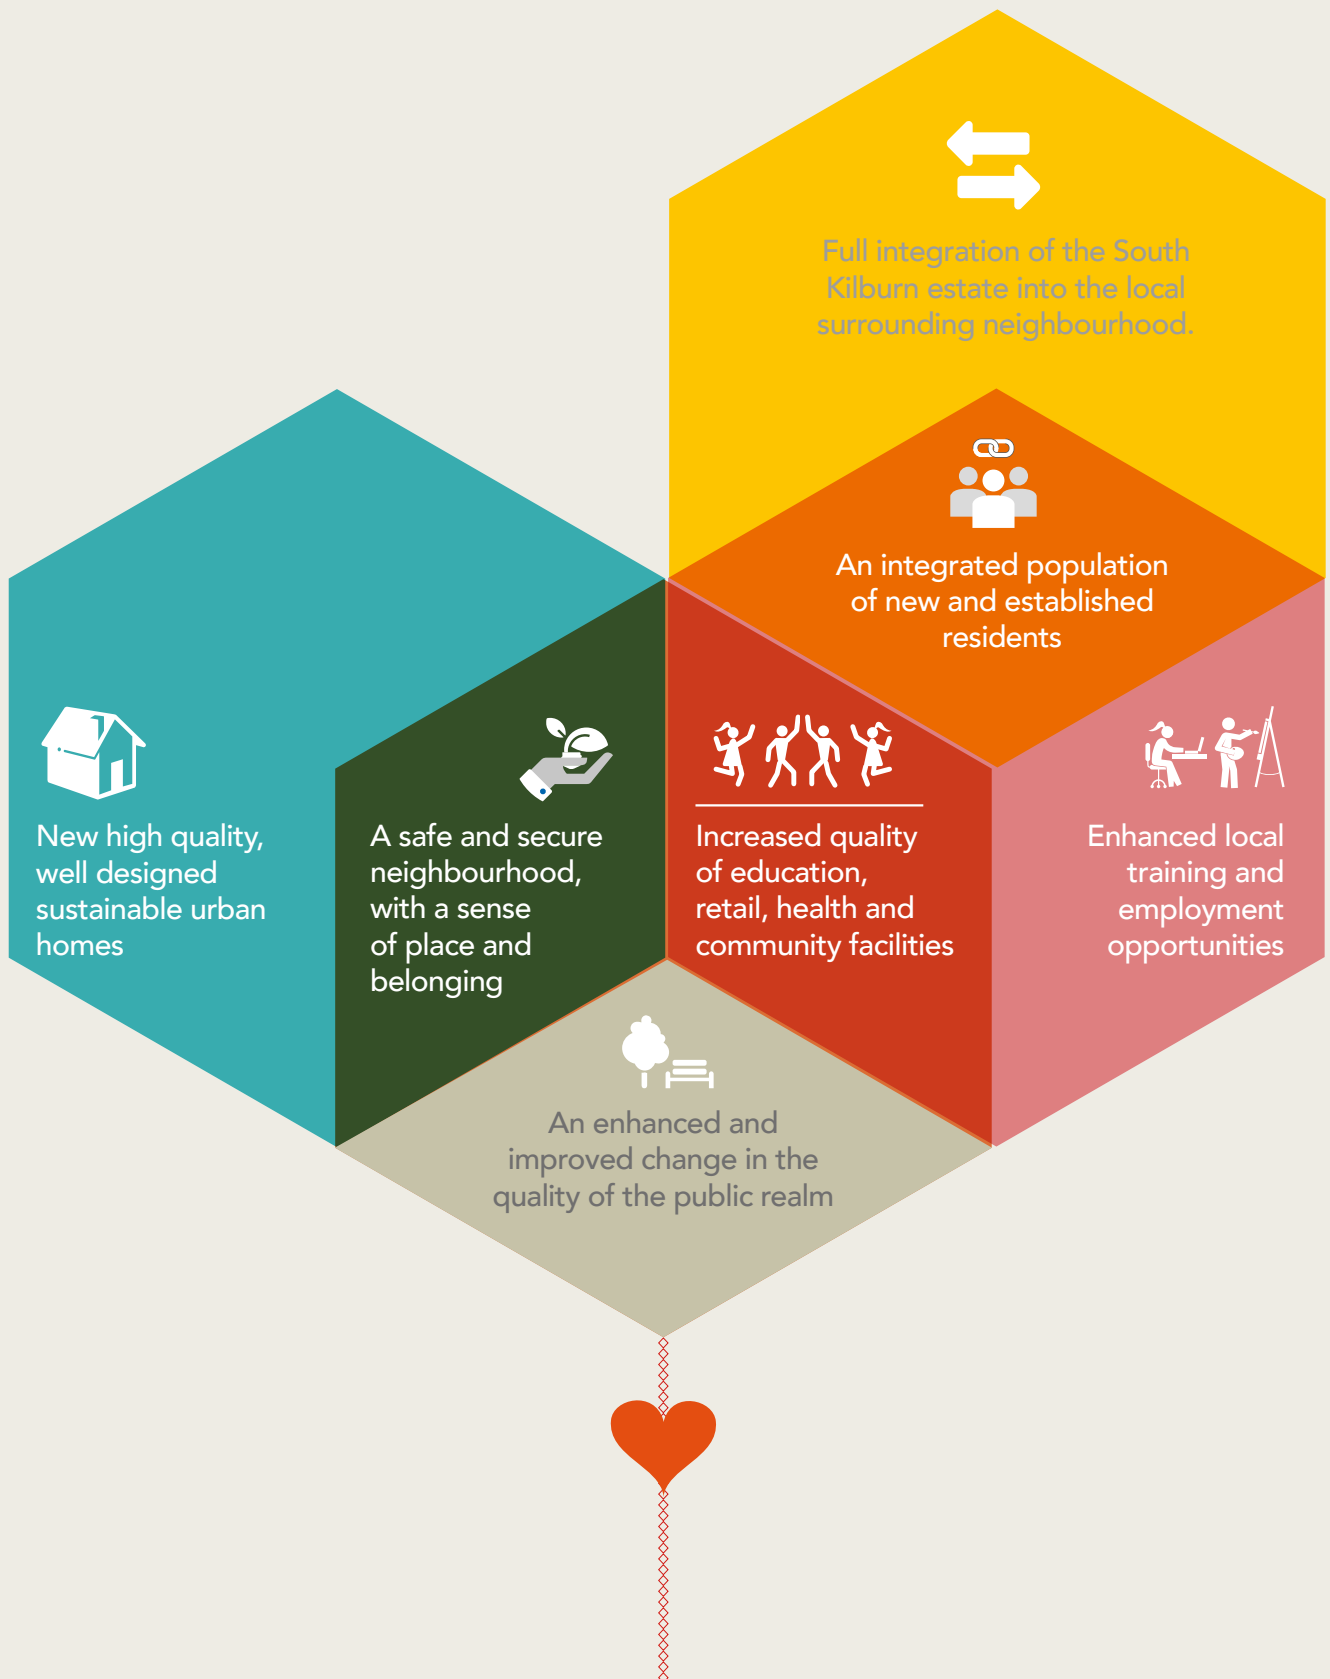 Full integration of the South
Kilburn estate into the local
surrounding neighbourhood.
An integrated population
of new and established
residents
New high quality,
well designed
sustainable urban
homes
A safe and secure
neighbourhood,
with a sense
of place and
belonging
Increased quality
of education,
retail, health and
community facilities
Enhanced local
training and
employment
opportunities
An enhanced and
improved change in the
quality of the public realm